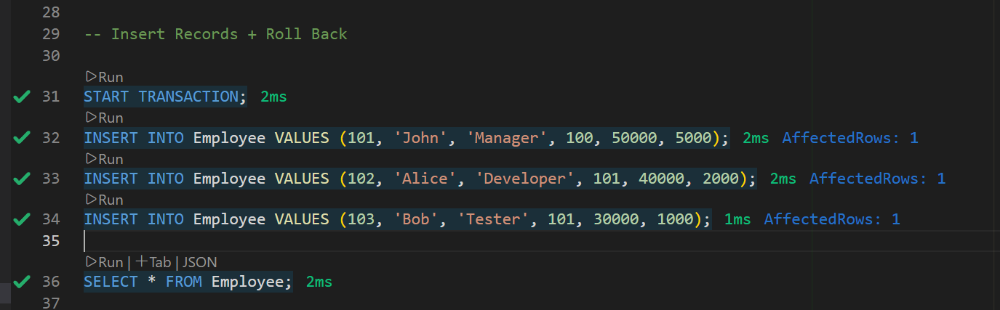 28
29 -- Insert Records + Roll Back
30
▷Run
31 START TRANSACTION; 2ms
▷Run
32 INSERT INTO Employee VALUES (101, 'John', 'Manager', 100, 50000, 5000); 2ms AffectedRows: 1
▷Run
33 INSERT INTO Employee VALUES (102, 'Alice', 'Developer', 101, 40000, 2000); 2ms AffectedRows: 1
▷Run
34 INSERT INTO Employee VALUES (103, 'Bob', 'Tester', 101, 30000, 1000); 1ms AffectedRows: 1
35
▷Run | +Tab | JSON
36 SELECT * FROM Employee; 2ms
37